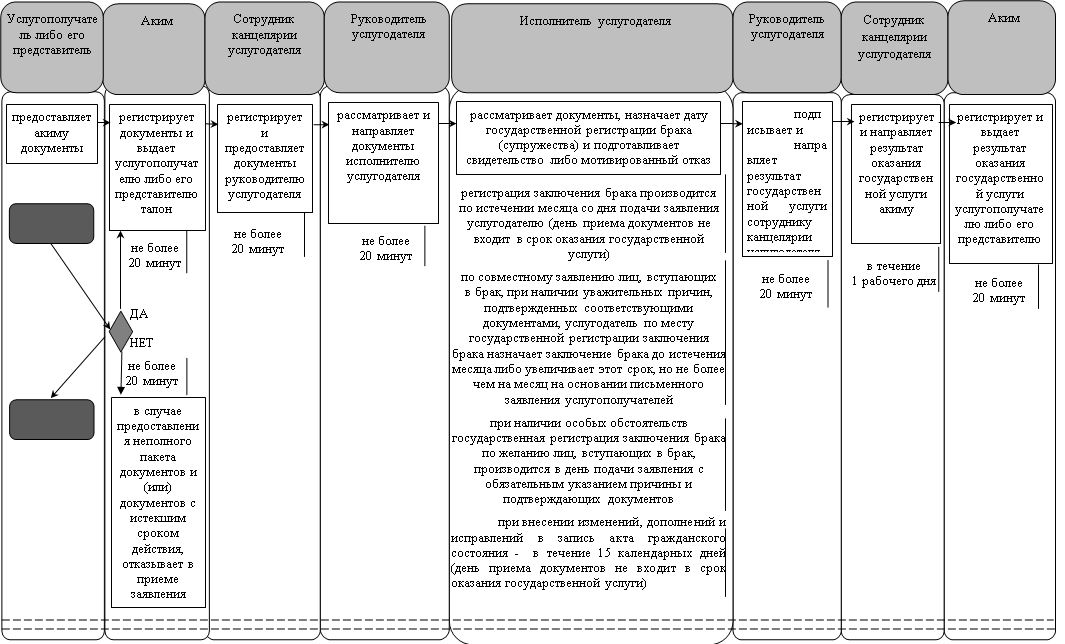 Услугополучате
ль либо его
представитель
Аким
Сотрудник
канцелярии
услугодателя
Руководитель
услугодателя
Исполнитель услугодателя
Руководитель
услугодателя
Сотрудник
канцелярии
услугодателя
Аким
предоставляет
акиму
документы
регистрирует
документы и
выдает
услугополучат
елю либо его
представителю
талон
не более
20 минут
ДА
НЕТ
не более
20 минут
в случае
предоставлени
я неполного
пакета
документов и
(или)
документов с
истекшим
сроком
действия,
отказывает в
приеме
заявления
регистрирует
и
предоставляет
документы
руководителю
услугодателя
не более
20 минут
рассматривает и
направляет
документы
исполнителю
услугодателя
не более
20 минут
рассматривает документы, назначает дату
государственной регистрации брака
(супружества) и подготавливает
свидетельство либо мотивированный отказ
регистрация заключения брака производится
по истечении месяца со дня подачи заявления
услугодателю (день приема документов не
входит в срок оказания государственной
услуги)
по совместному заявлению лиц, вступающих
в брак, при наличии уважительных причин,
подтвержденных соответствующими
документами, услугодатель по месту
государственной регистрации заключения
брака назначает заключение брака до истечения
месяца либо увеличивает этот срок, но не более
чем на месяц на основании письменного
заявления услугополучателей
при наличии особых обстоятельств
государственная регистрация заключения брака
по желанию лиц, вступающих в брак,
производится в день подачи заявления с
обязательным указанием причины и
подтверждающих документов
при внесении изменений, дополнений и
исправлений в запись акта гражданского
состояния - в течение 15 календарных дней
(день приема документов не входит в срок
оказания государственной услуги)
подп
исывает и
напра
вляет
результат
государствен
ной услуги
сотруднику
канцелярии
не более
20 минут
регистрирует
и направляет
результат
оказания
государствен
ной услуги
акиму
в течение
1 рабочего дня
регистрирует и
выдает
результат
оказания
государственно
й услуги
услугополучате
лю либо его
представителю
не более
20 минут